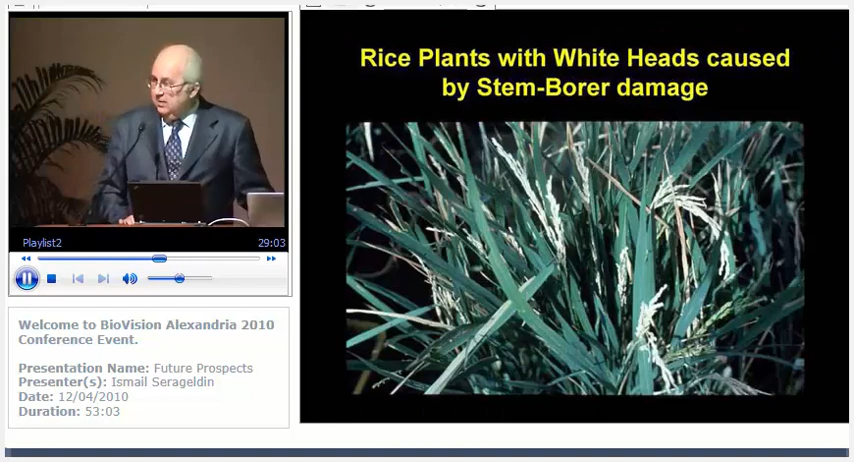 Rice Plants with White Heads caused
by Stem-Borer damage
Playlist2 29:03
Welcome to BioVision Alexandria 2010
Conference Event.
Presentation Name: Future Prospects
Presenter(s): Ismail Serageldin
Date: 12/04/2010
Duration: 53:03